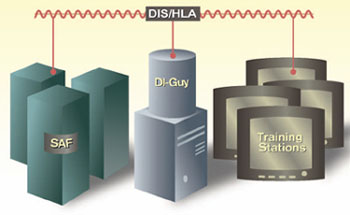 DIS/HLA
DI-Guy
SAF
Training
Stations